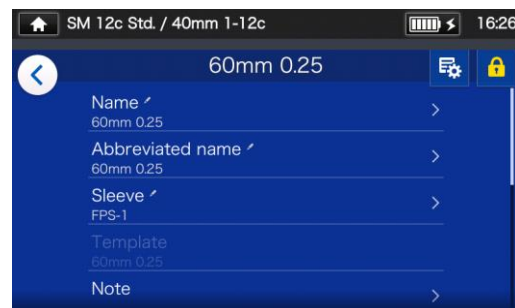 SM 12c Std. / 40mm 1-12c
16:26
60mm 0.25
Name
60mm 0.25
Abbreviated name
60mm 0.25
Sleeve
FPS-1
Template
60mm 0.25
Note